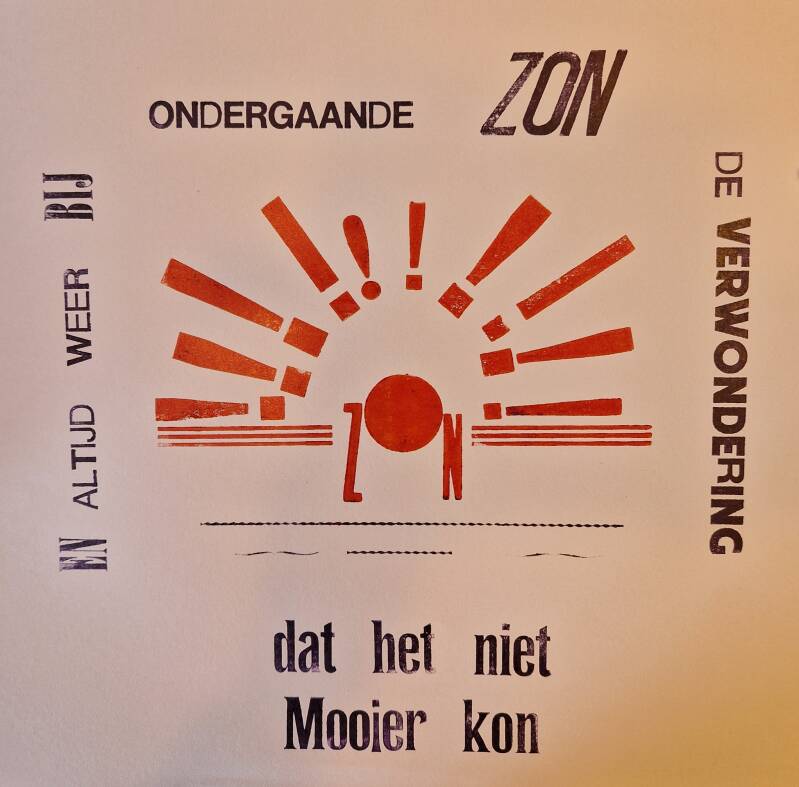 EN ALTIJD WEER BIJ
ONDERGAANDE ZON
DE VERWONDERING
! ! ! ! ! ! ! ! !
ZON
dat het niet
Mooier kon